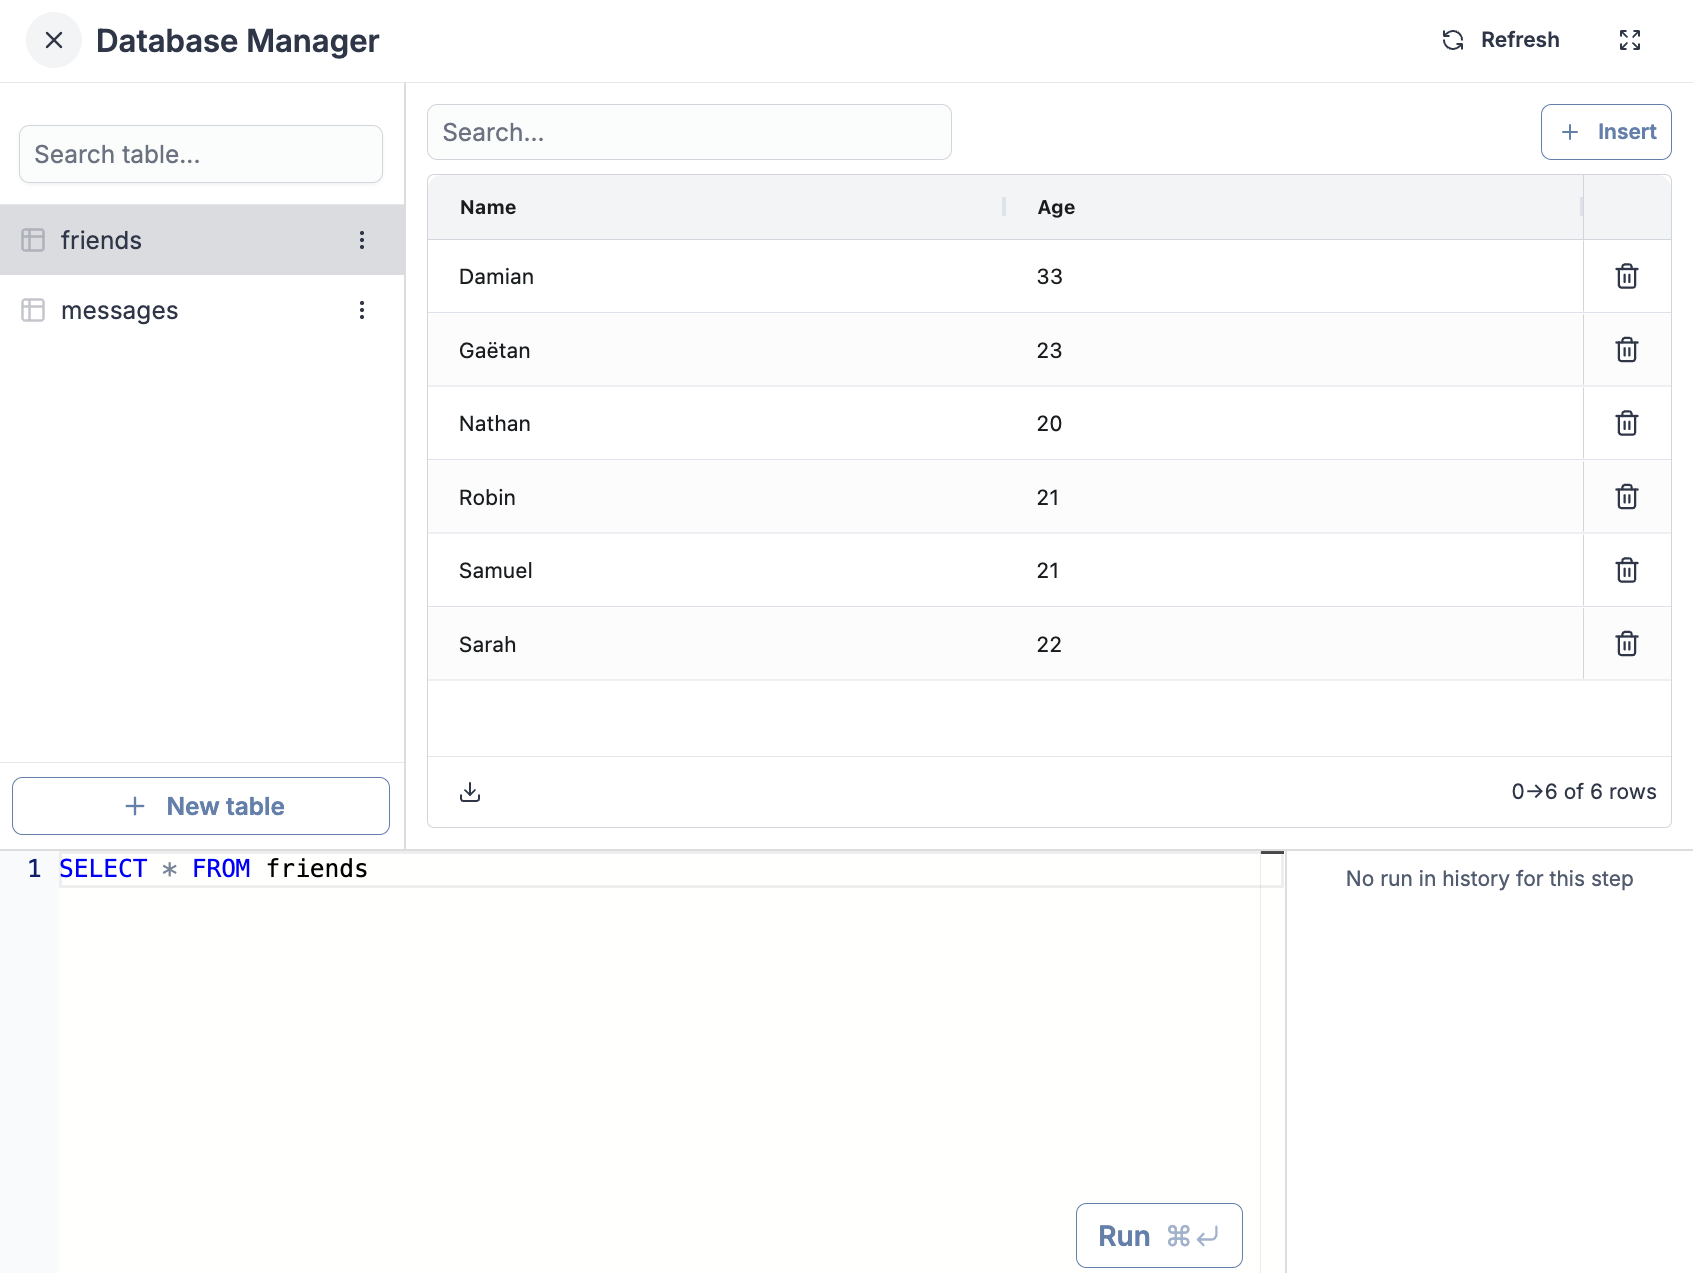 Database Manager
Refresh
Search table...
friends
messages
New table
Search...
Insert
Name Age
Damian 33
Gaëtan 23
Nathan 20
Robin 21
Samuel 21
Sarah 22
0→6 of 6 rows
1 SELECT * FROM friends
Run ⌘↵
No run in history for this step